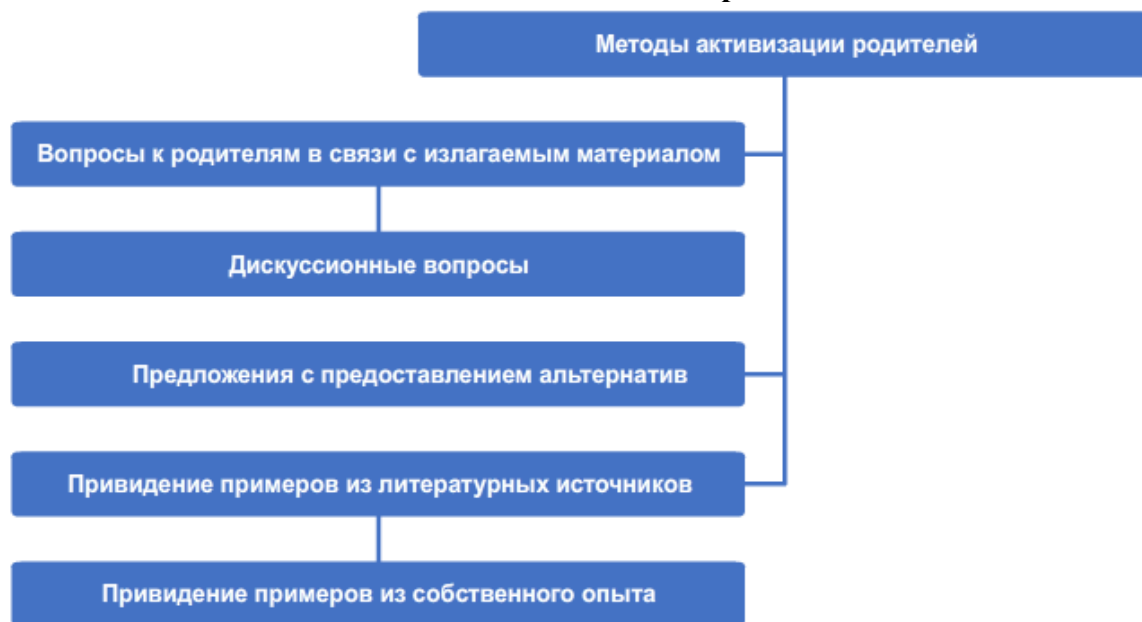 Методы активизации родителей
Вопросы к родителям в связи с излагаемым материалом
Дискуссионные вопросы
Предложения с предоставлением альтернатив
Привидение примеров из литературных источников
Привидение примеров из собственного опыта